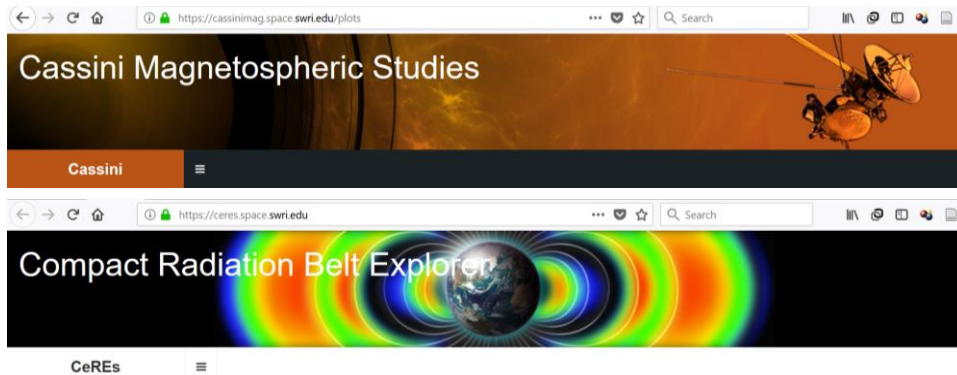 https://cassinimag.space.swri.edu/plots
Search
Cassini Magnetospheric Studies
Cassini
https://ceres.space.swri.edu
Search
Compact Radiation Belt Explorer
CeREs